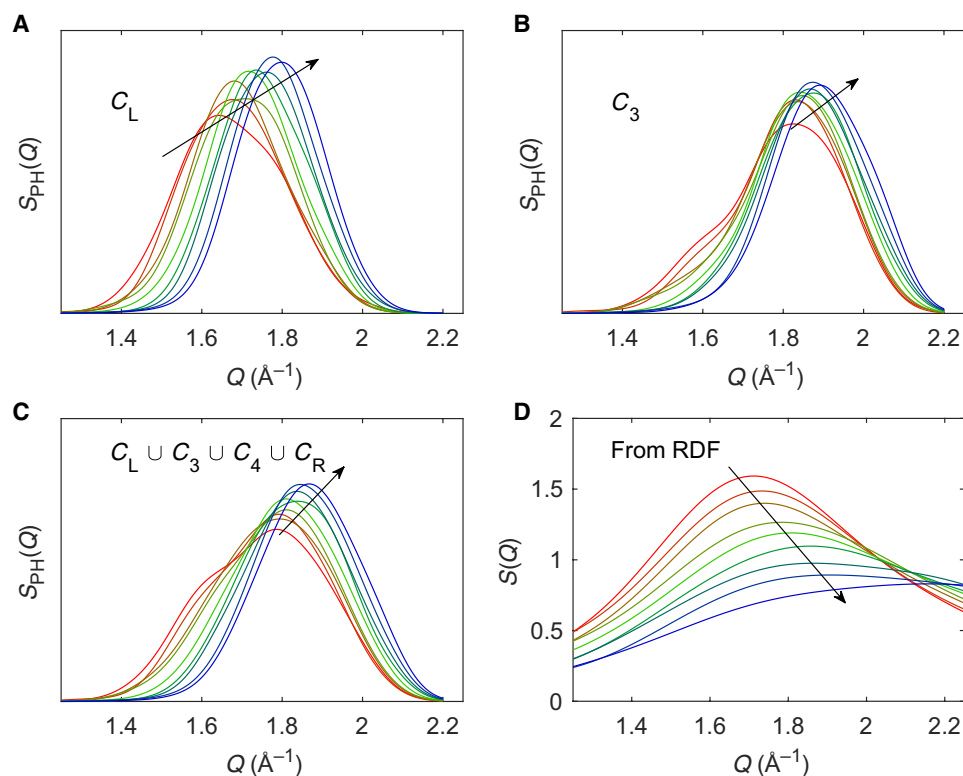 A
C_L
S_PH(Q)
1.4 1.6 1.8 2 2.2
Q (Å⁻¹)
B
C_3
S_PH(Q)
1.4 1.6 1.8 2 2.2
Q (Å⁻¹)
C
C_L ∪ C_3 ∪ C_4 ∪ C_R
S_PH(Q)
1.4 1.6 1.8 2 2.2
Q (Å⁻¹)
D
From RDF
S(Q)
2
1.5
1
0.5
0
1.4 1.6 1.8 2 2.2
Q (Å⁻¹)